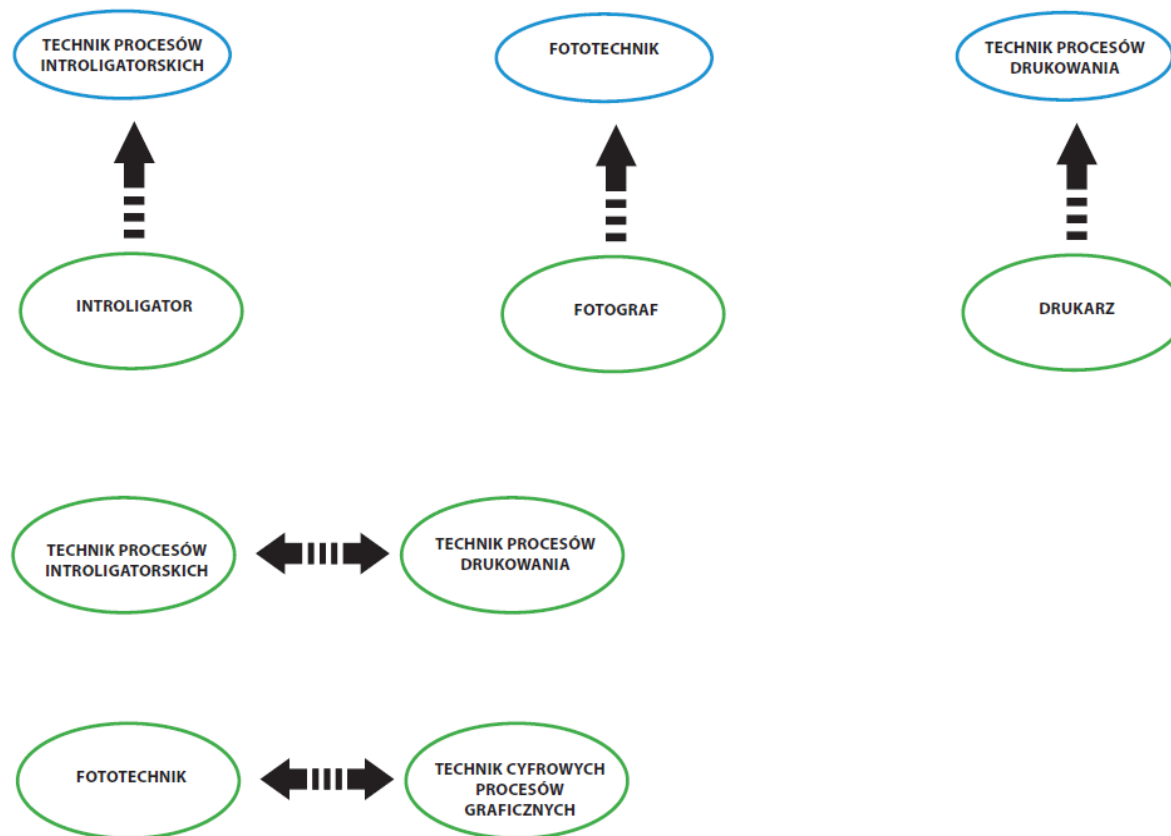 TECHNIK PROCESÓW
INTROLIGATORSKICH
FOTOTECHNIK
TECHNIK PROCESÓW
DRUKOWANIA
INTROLIGATOR
FOTOGRAF
DRUKARZ
TECHNIK PROCESÓW
INTROLIGATORSKICH
TECHNIK PROCESÓW
DRUKOWANIA
FOTOTECHNIK
TECHNIK CYFROWYCH
PROCESÓW
GRAFICZNYCH